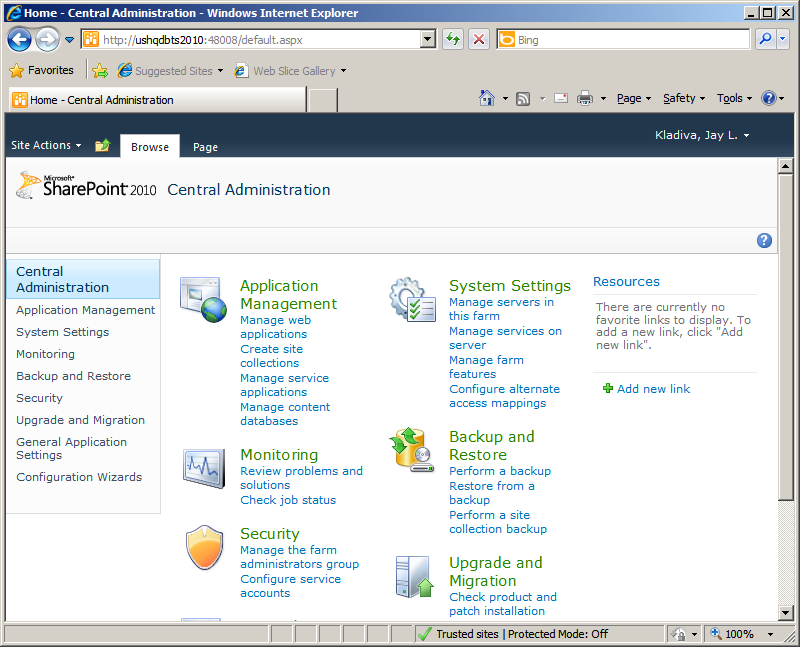 Home - Central Administration - Windows Internet Explorer
http://ushqdbts2010:48008/default.aspx
Bing
Favorites
Suggested Sites
Web Slice Gallery
Home - Central Administration
Page
Safety
Tools
Site Actions
Browse
Page
Kladiva, Jay L.
Microsoft®
SharePoint 2010
Central Administration
Central
Administration
Application Management
System Settings
Monitoring
Backup and Restore
Security
Upgrade and Migration
General Application
Settings
Configuration Wizards
Application
Management
Manage web
applications
Create site
collections
Manage service
applications
Manage content
databases
Monitoring
Review problems and
solutions
Check job status
Security
Manage the farm
administrators group
Configure service
accounts
System Settings
Manage servers in
this farm
Manage services on
server
Manage farm
features
Configure alternate
access mappings
Backup and
Restore
Perform a backup
Restore from a
backup
Perform a site
collection backup
Upgrade and
Migration
Check product and
patch installation
Resources
There are currently no
favorite links to display. To
add a new link, click "Add
new link".
Add new link
Trusted sites | Protected Mode: Off
100%